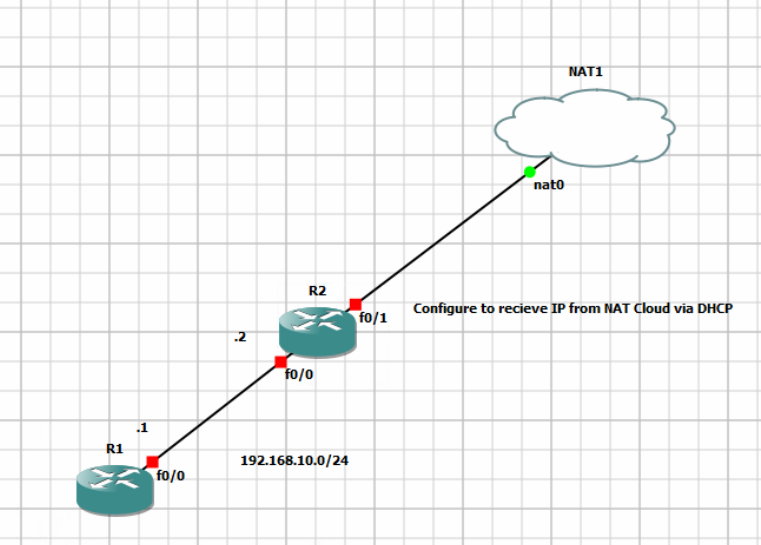 NAT1
nat0
R2
f0/1
Configure to recieve IP from NAT Cloud via DHCP
.2
f0/0
.1
R1
192.168.10.0/24
f0/0